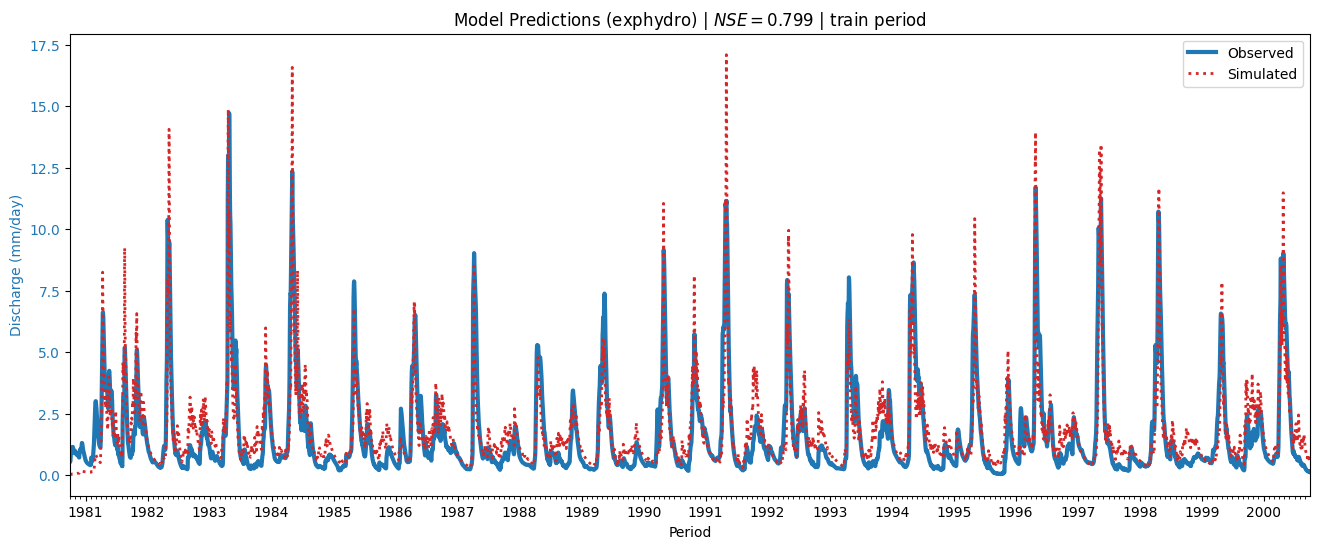 Model Predictions (exphydro) | NSE = 0.799 | train period
17.5
15.0
12.5
10.0
7.5
5.0
2.5
0.0
Discharge (mm/day)
Observed
Simulated
1981 1982 1983 1984 1985 1986 1987 1988 1989 1990 1991 1992 1993 1994 1995 1996 1997 1998 1999 2000
Period